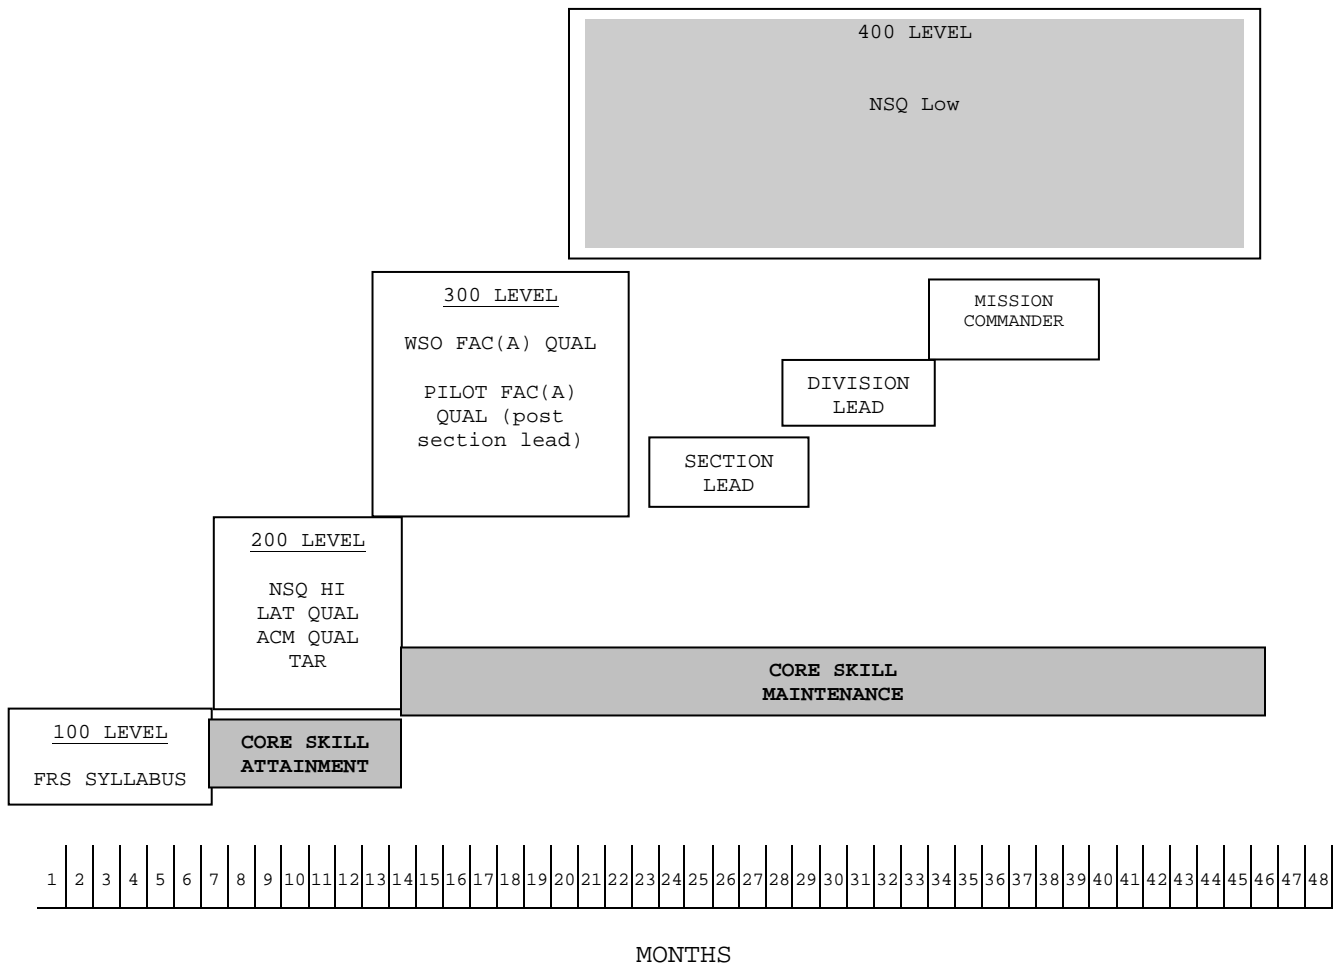 400 LEVEL
NSQ Low
300 LEVEL
WSO FAC(A) QUAL
PILOT FAC(A)
QUAL (post
section lead)
MISSION
COMMANDER
DIVISION
LEAD
SECTION
LEAD
200 LEVEL
NSQ HI
LAT QUAL
ACM QUAL
TAR
CORE SKILL
MAINTENANCE
100 LEVEL
FRS SYLLABUS
CORE SKILL
ATTAINMENT
1 2 3 4 5 6 7 8 9 10 11 12 13 14 15 16 17 18 19 20 21 22 23 24 25 26 27 28 29 30 31 32 33 34 35 36 37 38 39 40 41 42 43 44 45 46 47 48
MONTHS